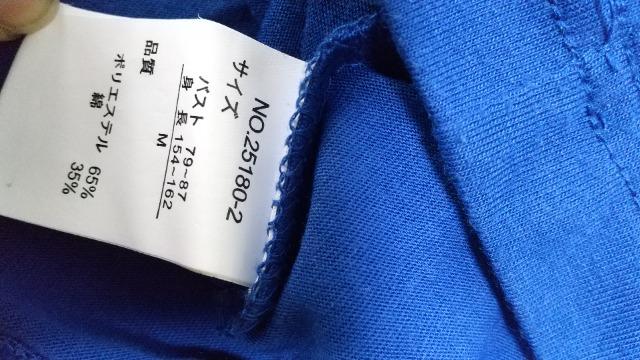 NO.25180-2
サイズ
バスト 79~87
身 長 154~162
M
品質
ポリエステル 65%
綿 35%